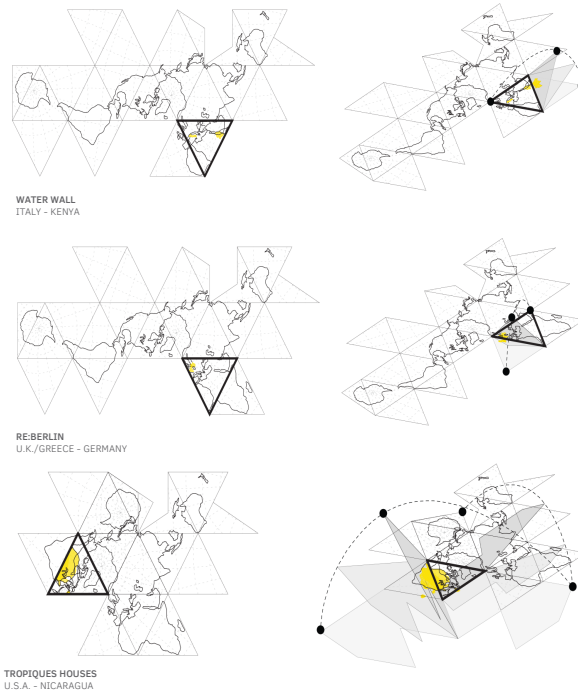 WATER WALL
ITALY - KENYA
RE:BERLIN
U.K./GREECE - GERMANY
TROPIQUES HOUSES
U.S.A. - NICARAGUA